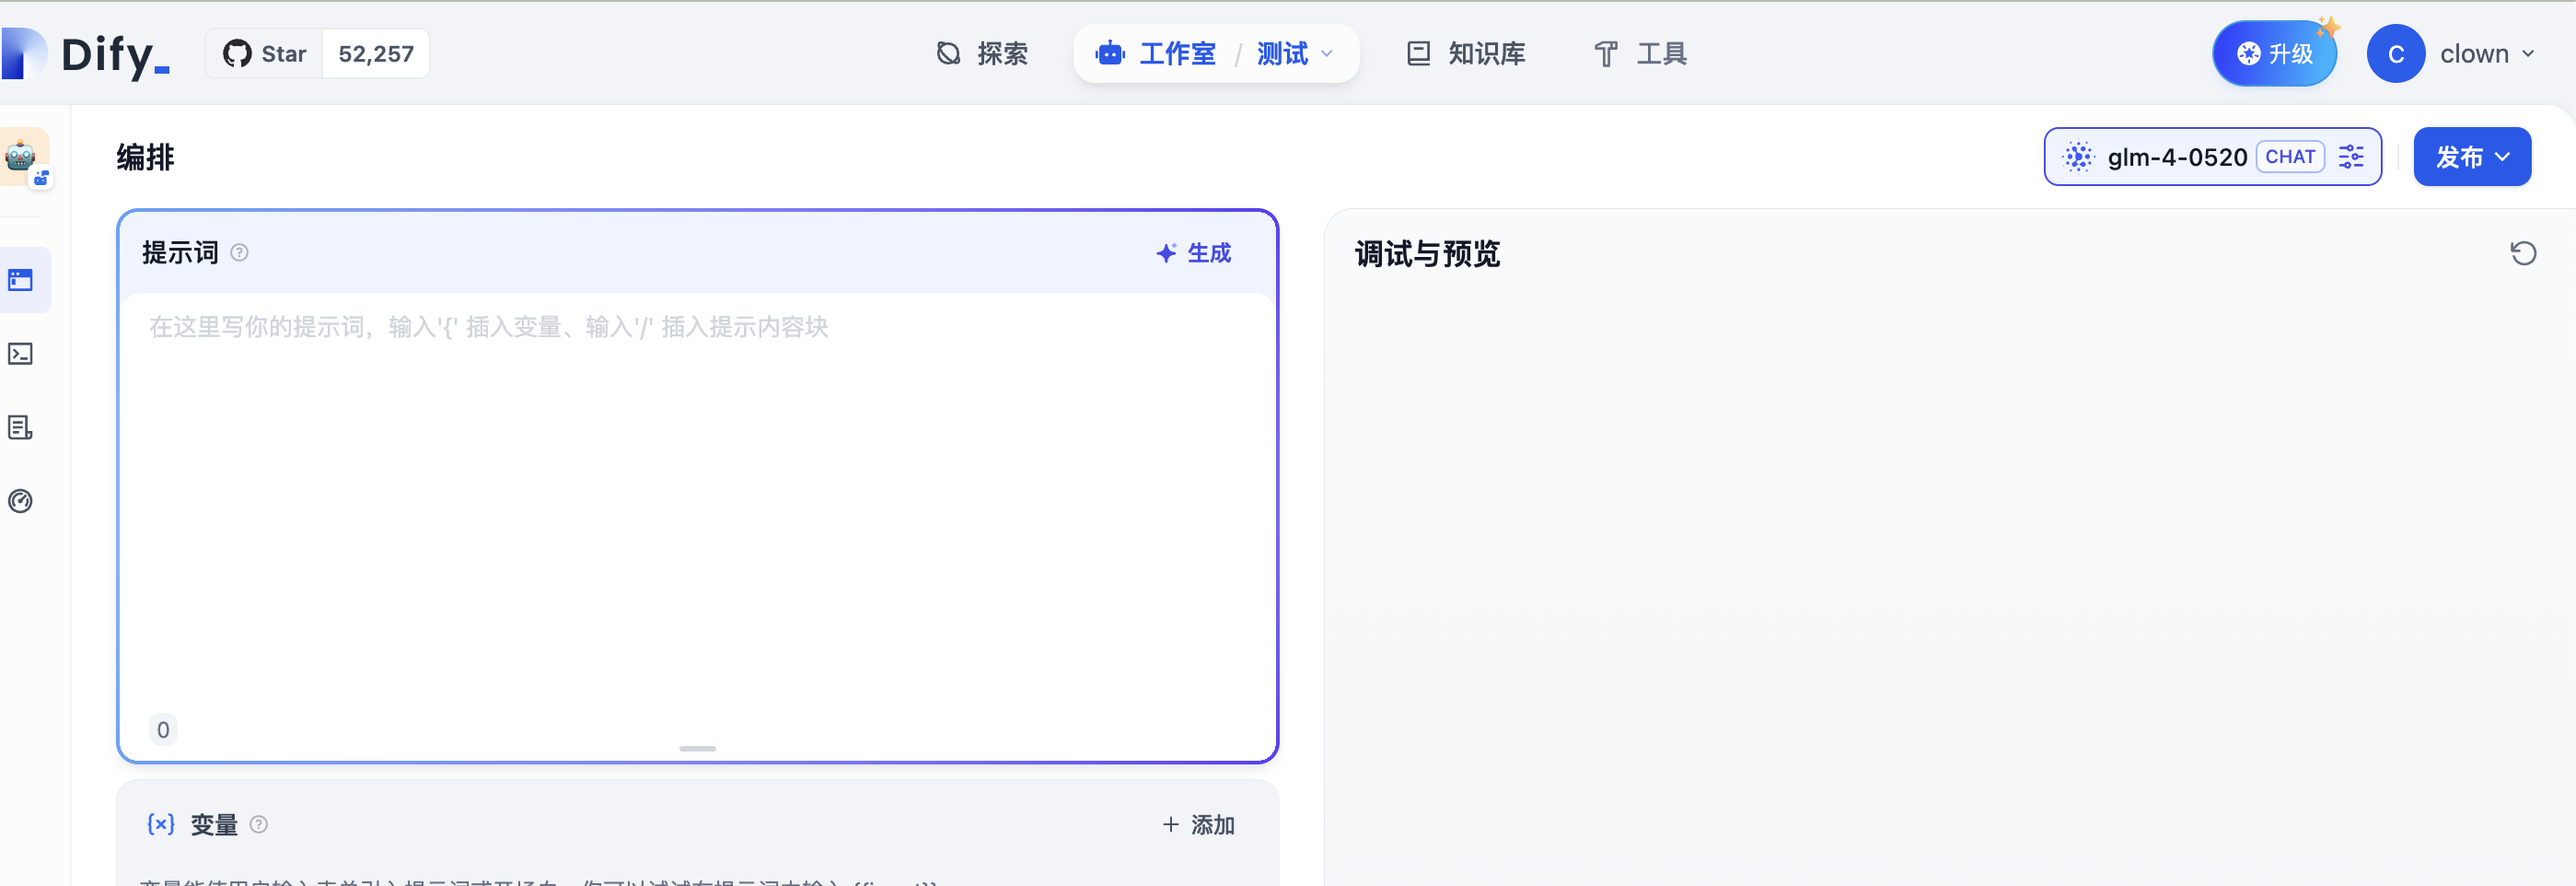 Dify_
Star 52,257
探索
工作室 / 测试
知识库
工具
升级
C clown
编排
glm-4-0520 CHAT
发布
提示词
生成
在这里写你的提示词，输入'{' 插入变量、输入'/' 插入提示内容块
0
变量
添加
调试与预览